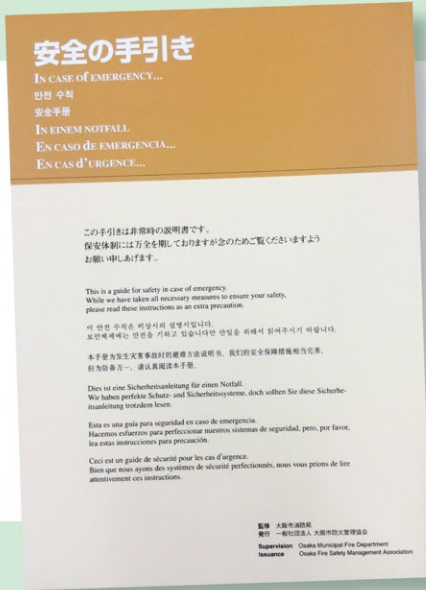 安全の手引き
IN CASE of EMERGENCY...
안전 수칙
安全手册
IN EINEM NOTFALL
EN CASO de EMERGENCIA...
EN CAS d'URGENCE...
この手引きは非常時の説明書です。
保安体制には万全を期しておりますが念のためご覧くださいますよう
お願い申しあげます。
This is a guide for safety in case of emergency.
While we have taken all necessary measures to ensure your safety,
please read these instructions as an extra precaution.
이 안전 수칙은 비상시의 설명서입니다.
보안체제에는 만전을 기하고 있습니다만 만일을 위해서 읽어주시기 바랍니다.
本手册为发生灾害事故时的避难方法说明书，我们的安全保障措施相当完善，
但为防备万一，请认真阅读本手册。
Dies ist eine Sicherheitsanleitung für einen Notfall.
Wir haben perfekte Schutz- und Sicherheitssysteme, doch sollten Sie diese Sicherhe-
itsanleitung trotzdem lesen.
Esta es una guía para seguridad en caso de emergencia.
Hacemos esfuerzos para perfeccionar nuestros sistemas de seguridad, pero, por favor,
lea estas instrucciones para precaución.
Ceci est un guide de sécurité pour les cas d'urgence.
Bien que nous ayons des systèmes de sécurité perfectionnés, nous vous prions de lire
attentivement ces instructions.
監修 大阪市消防局
発行 一般社団法人 大阪市防火管理協会
Supervision Osaka Municipal Fire Department
Issuance Osaka Fire Safety Management Association